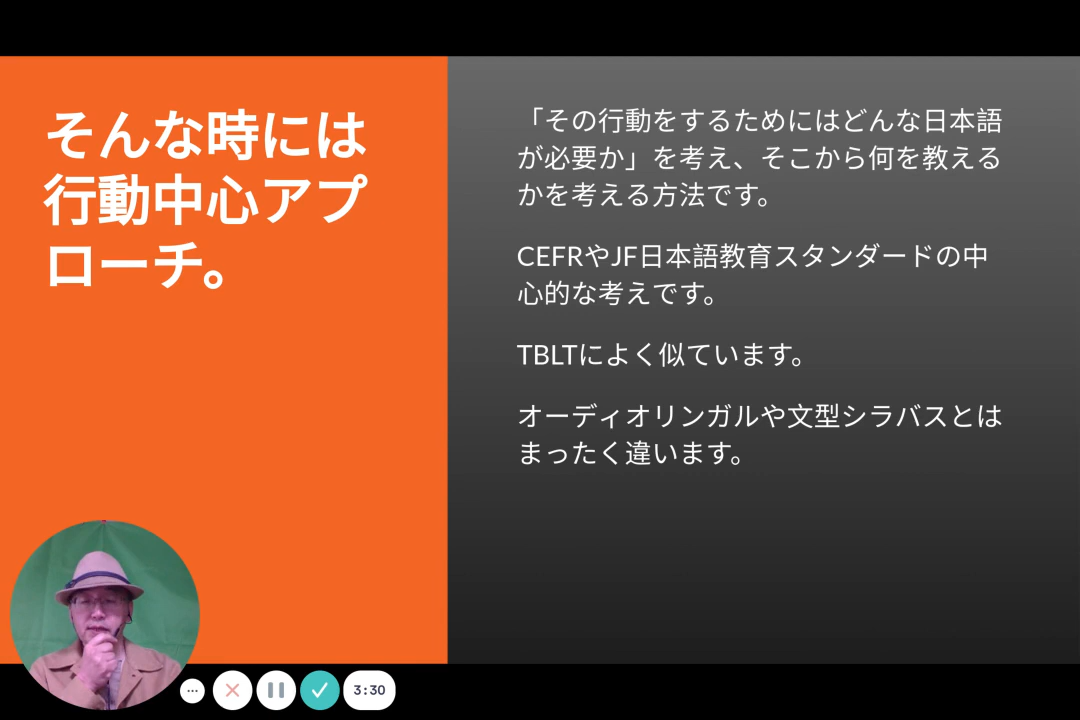 そんな時には
行動中心アプ
ローチ。
「その行動をするためにはどんな日本語
が必要か」を考え、そこから何を教える
かを考える方法です。
CEFRやJF日本語教育スタンダードの中
心的な考えです。
TBLTによく似ています。
オーディオリンガルや文型シラバスとは
まったく違います。
3:30